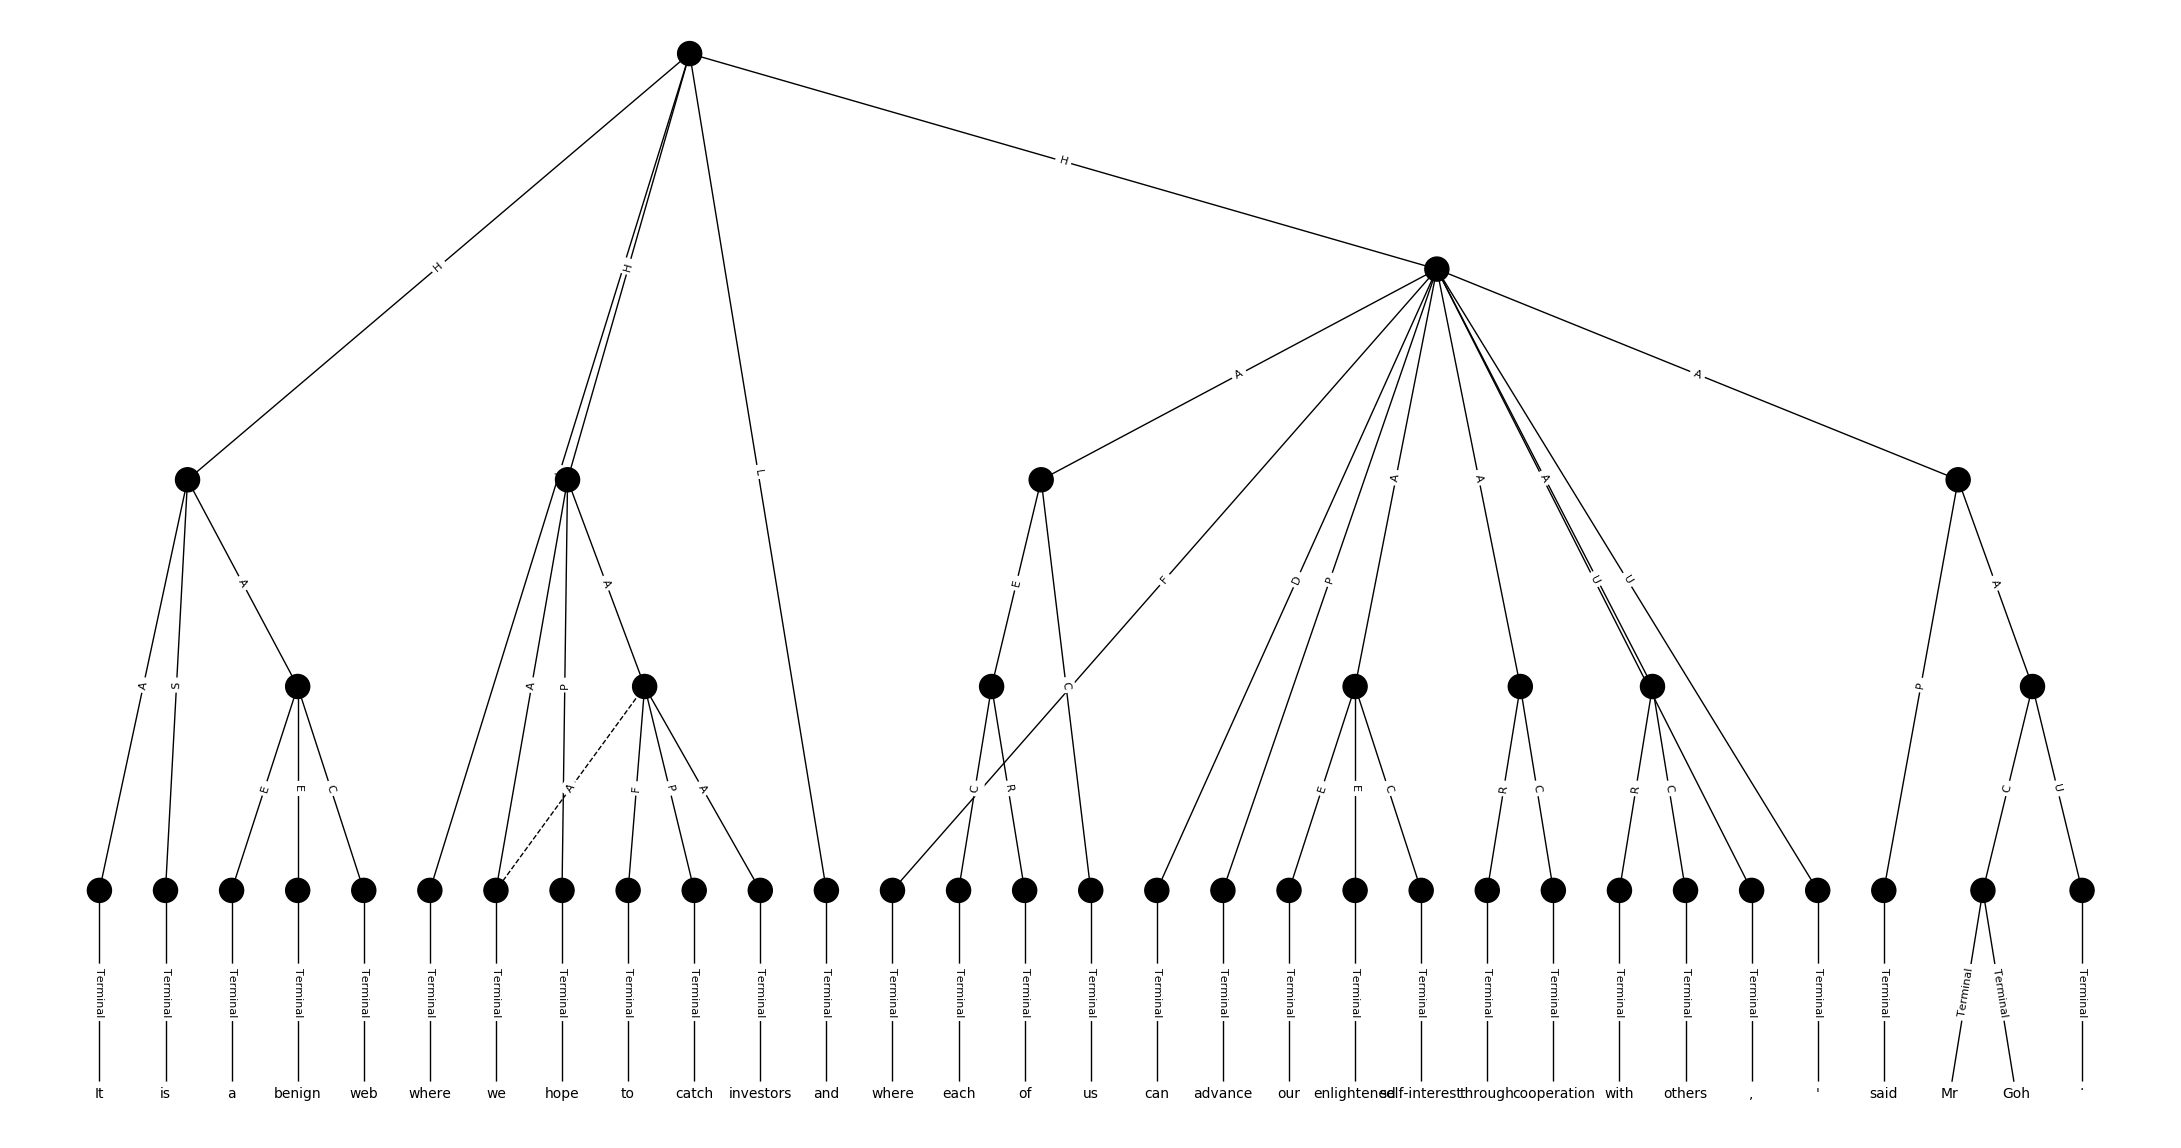 H
H H
A A
L A A A
A E F D P U U A
A S A P P
E E C A F P A C R E E C R C R C C U
Terminal Terminal Terminal Terminal Terminal Terminal Terminal Terminal Terminal Terminal Terminal Terminal Terminal Terminal Terminal Terminal Terminal Terminal Terminal Terminal Terminal Terminal Terminal Terminal Terminal Terminal Terminal Terminal Terminal Terminal Terminal
It is a benign web where we hope to catch investors and where each of us can advance our enlightened self-interest through cooperation with others , ' said Mr Goh .